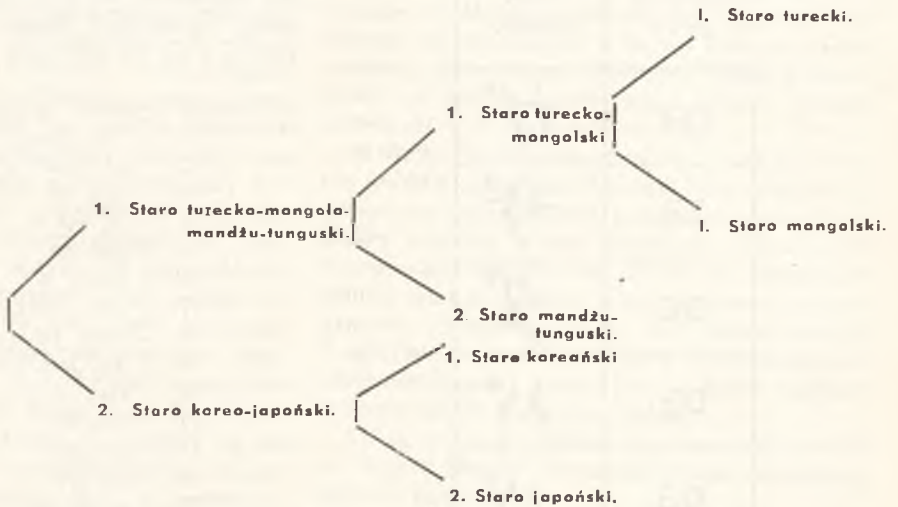 I. Staro turecki.
1. Staro turecko-
mongolski
1. Staro turecko-mongolo-
mandżu-tunguski.
I. Staro mongolski.
2. Staro mandżu-
tunguski.
1. Staro koreański
2. Staro koreo-japoński.
2. Staro japoński.